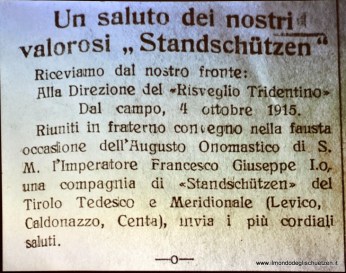 Un saluto dei nostri
valorosi „Standschützen“
Riceviamo dal nostro fronte:
Alla Direzione del «Risveglio Tridentino»
Dal campo, 4 ottobre 1915.
Riuniti in fraterno convegno nella fausta
occasione dell'Augusto Onomastico di S.
M. l'Imperatore Francesco Giuseppe I.o,
una compagnia di «Standschützen» del
Tirolo Tedesco e Meridionale (Levico,
Caldonazzo, Centa), invia i più cordiali
saluti.
www.ilmondodeglischuetzen.it